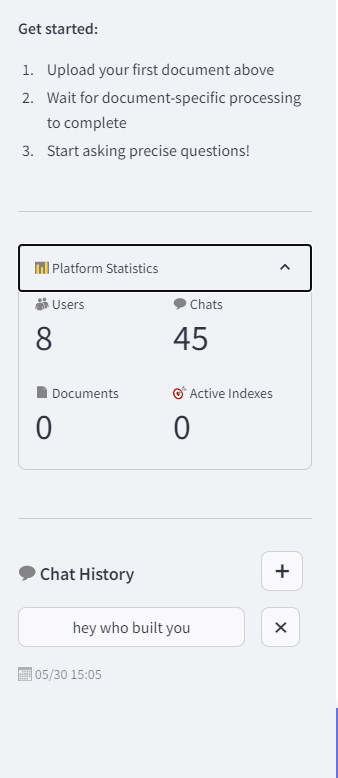 Get started:
1. Upload your first document above
2. Wait for document-specific processing
to complete
3. Start asking precise questions!
Platform Statistics
Users Chats
8 45
Documents Active Indexes
0 0
Chat History +
hey who built you ×
05/30 15:05